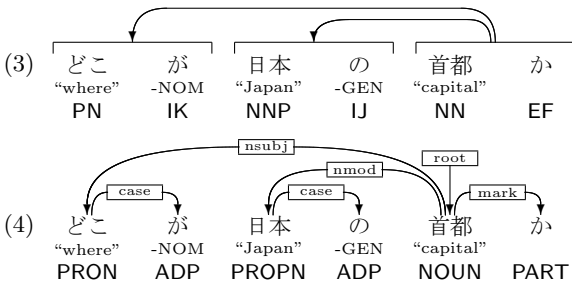 (3) どこ が 日本 の 首都 か
“where” -NOM “Japan” -GEN “capital”
PN IK NNP IJ NN EF
nsubj
root
nmod
case case mark
(4) どこ が 日本 の 首都 か
“where” -NOM “Japan” -GEN “capital”
PRON ADP PROPN ADP NOUN PART